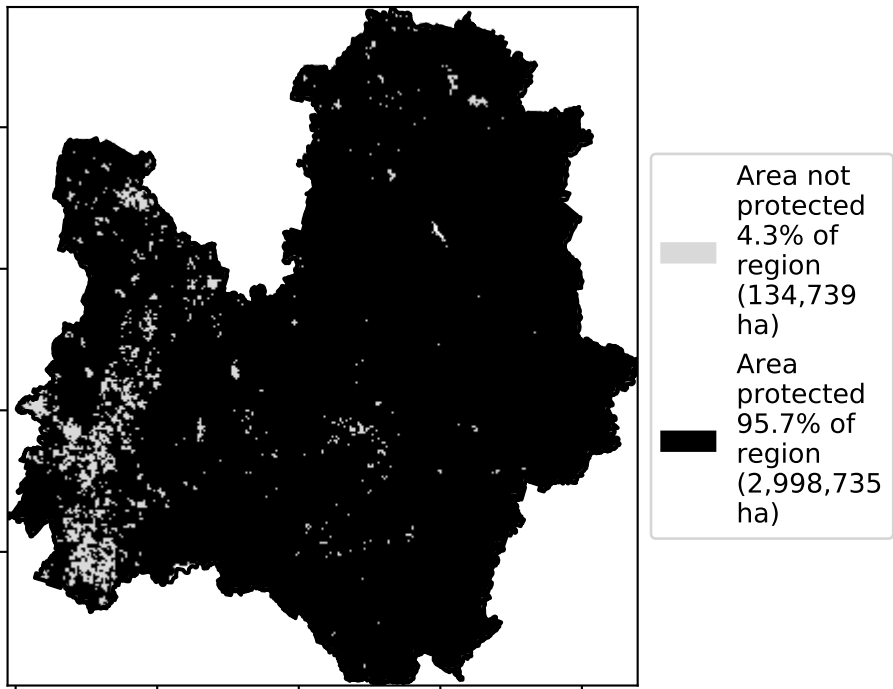 Area not
protected
4.3% of
region
(134,739
ha)
Area
protected
95.7% of
region
(2,998,735
ha)